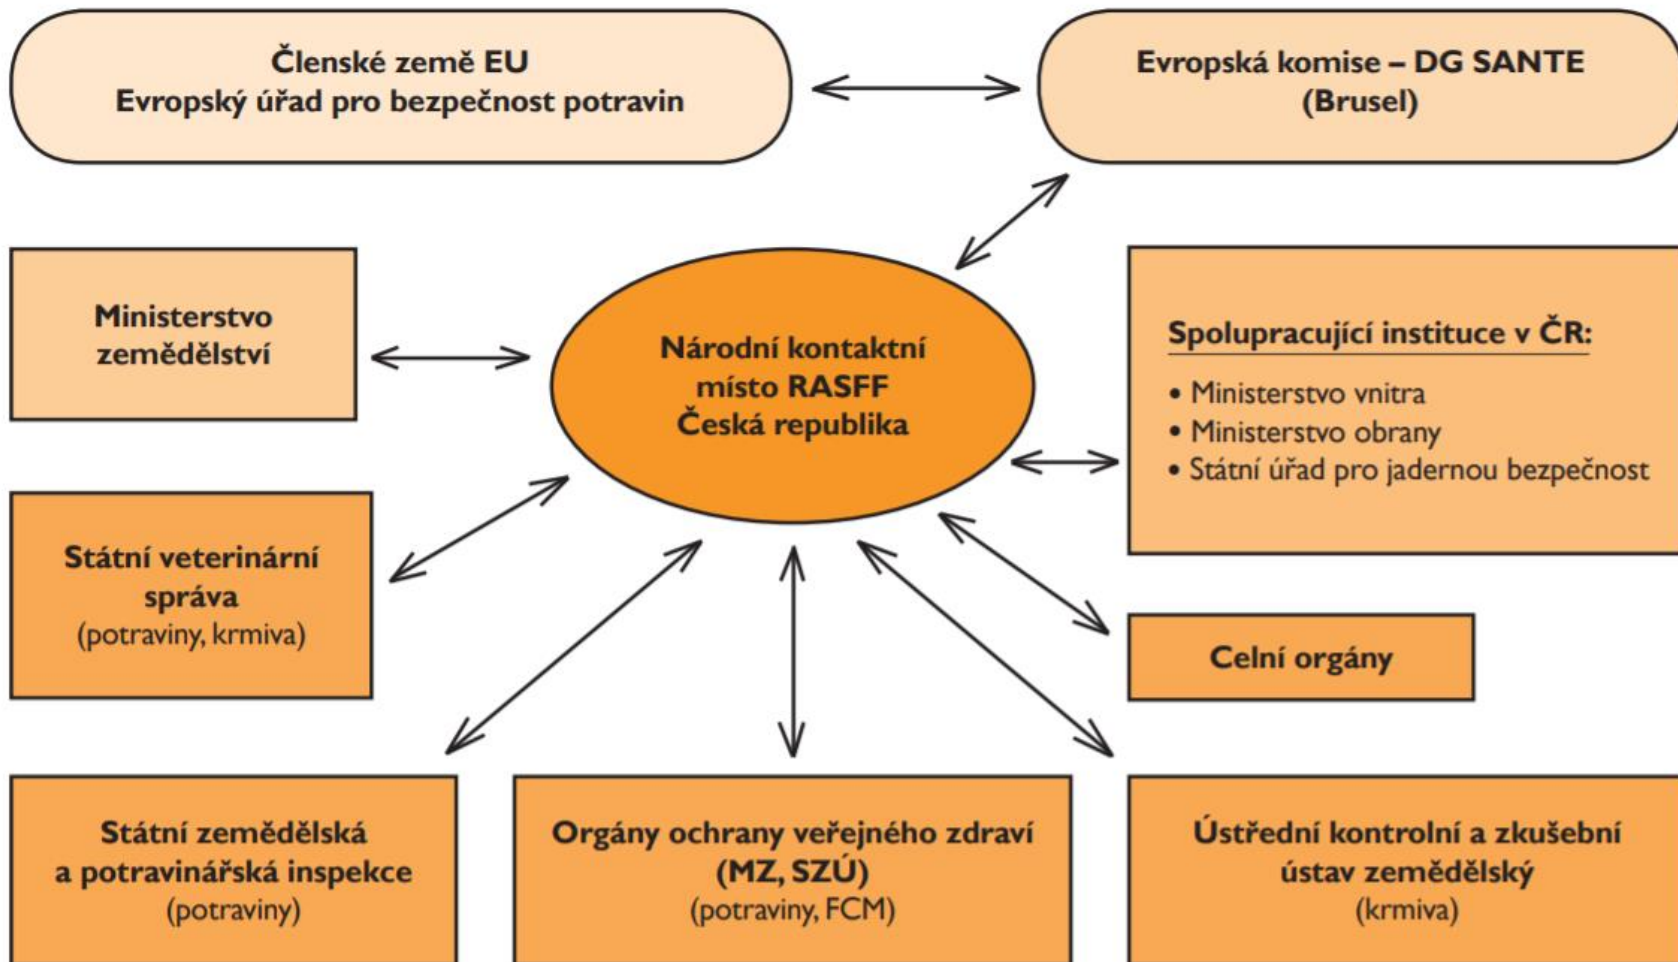 Členské země EU
Evropský úřad pro bezpečnost potravin
Evropská komise – DG SANTE
(Brusel)
Ministerstvo
zemědělství
Národní kontaktní
místo RASFF
Česká republika
Spolupracující instituce v ČR:
• Ministerstvo vnitra
• Ministerstvo obrany
• Státní úřad pro jadernou bezpečnost
Státní veterinární
správa
(potraviny, krmiva)
Celní orgány
Státní zemědělská
a potravinářská inspekce
(potraviny)
Orgány ochrany veřejného zdraví
(MZ, SZÚ)
(potraviny, FCM)
Ústřední kontrolní a zkušební
ústav zemědělský
(krmiva)